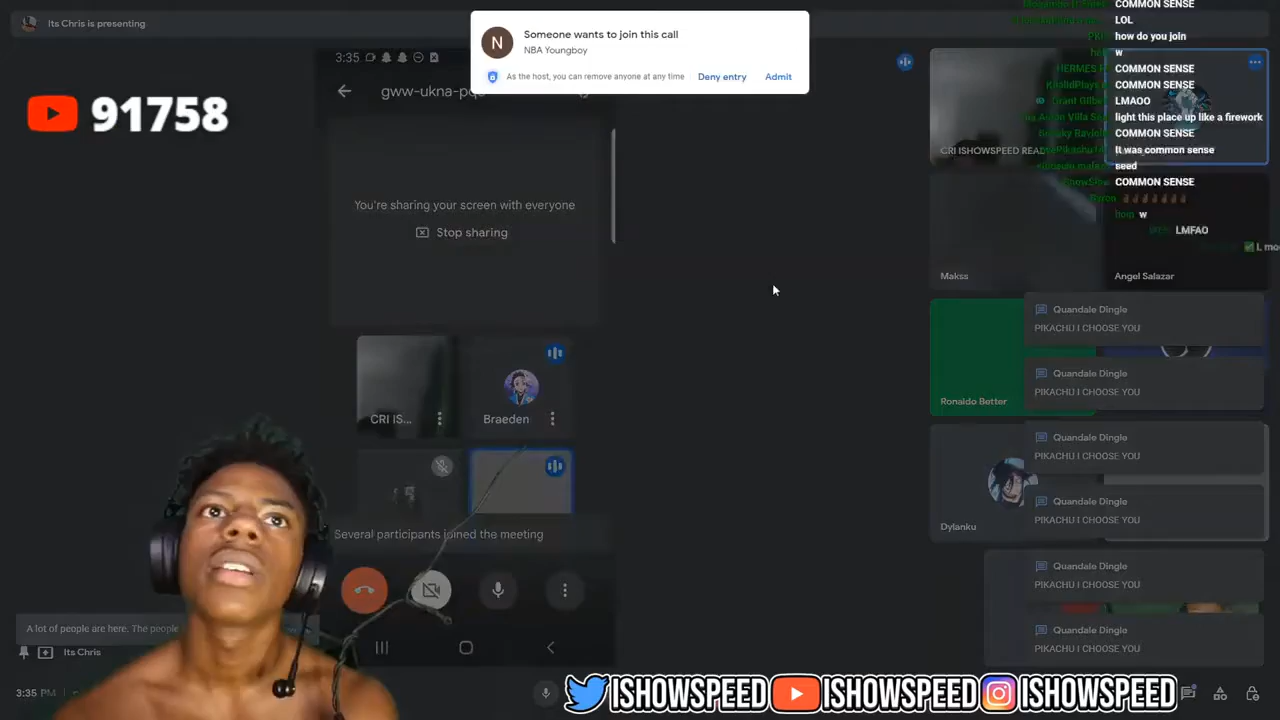 Its Chris is presenting
N
Someone wants to join this call
NBA Youngboy
As the host, you can remove anyone at any time
Deny entry
Admit
91758
3:35
gww-ukna-pq
You're sharing your screen with everyone
Stop sharing
CRI IS...
Braeden
Several participants joined the meeting
A lot of people are here. The people
Its Chris
3:35 PM
COMMON SENSE
LOL
how do you join
w
COMMON SENSE
COMMON SENSE
LMAOO
light this place up like a firework
COMMON SENSE
It was common sense
seed
COMMON SENSE
w
LMFAO
CRI ISHOWSPEED REAL
Makss
Angel Salazar
Ronaldo Better
Dylanku
Quandale Dingle
PIKACHU I CHOOSE YOU
Quandale Dingle
PIKACHU I CHOOSE YOU
Quandale Dingle
PIKACHU I CHOOSE YOU
Quandale Dingle
PIKACHU I CHOOSE YOU
Quandale Dingle
PIKACHU I CHOOSE YOU
Quandale Dingle
PIKACHU I CHOOSE YOU
ISHOWSPEED
ISHOWSPEED
ISHOWSPEED